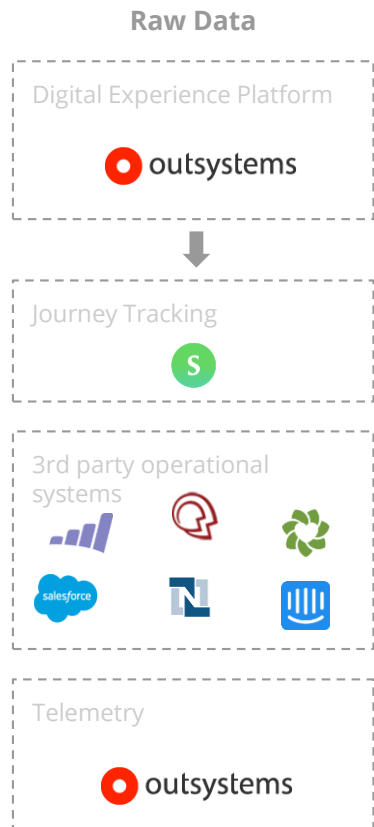 Raw Data
Digital Experience Platform
outsystems
Journey Tracking
S
3rd party operational
systems
salesforce
N
Telemetry
outsystems